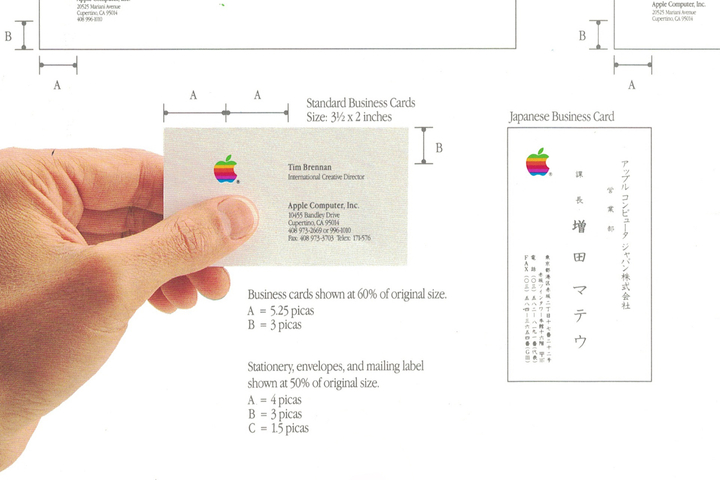 20525 Mariani Avenue
Cupertino, CA 95014
408 996-1010
Apple Computer, Inc.
20525 Mariani Avenue
Cupertino, CA 95014
B
A
B
A
A
A
Standard Business Cards
Size: 3½ x 2 inches
B
Tim Brennan
International Creative Director
Apple Computer, Inc.
10455 Bandley Drive
Cupertino, CA 95014
408 973-2669 or 996-1010
Fax: 408 973-3703 Telex: 171-576
Business cards shown at 60% of original size.
A = 5.25 picas
B = 3 picas
Stationery, envelopes, and mailing label
shown at 50% of original size.
A = 4 picas
B = 3 picas
C = 1.5 picas
Japanese Business Card
アップル コンピュータ ジャパン株式会社
営業部
課長 増田 マテウ